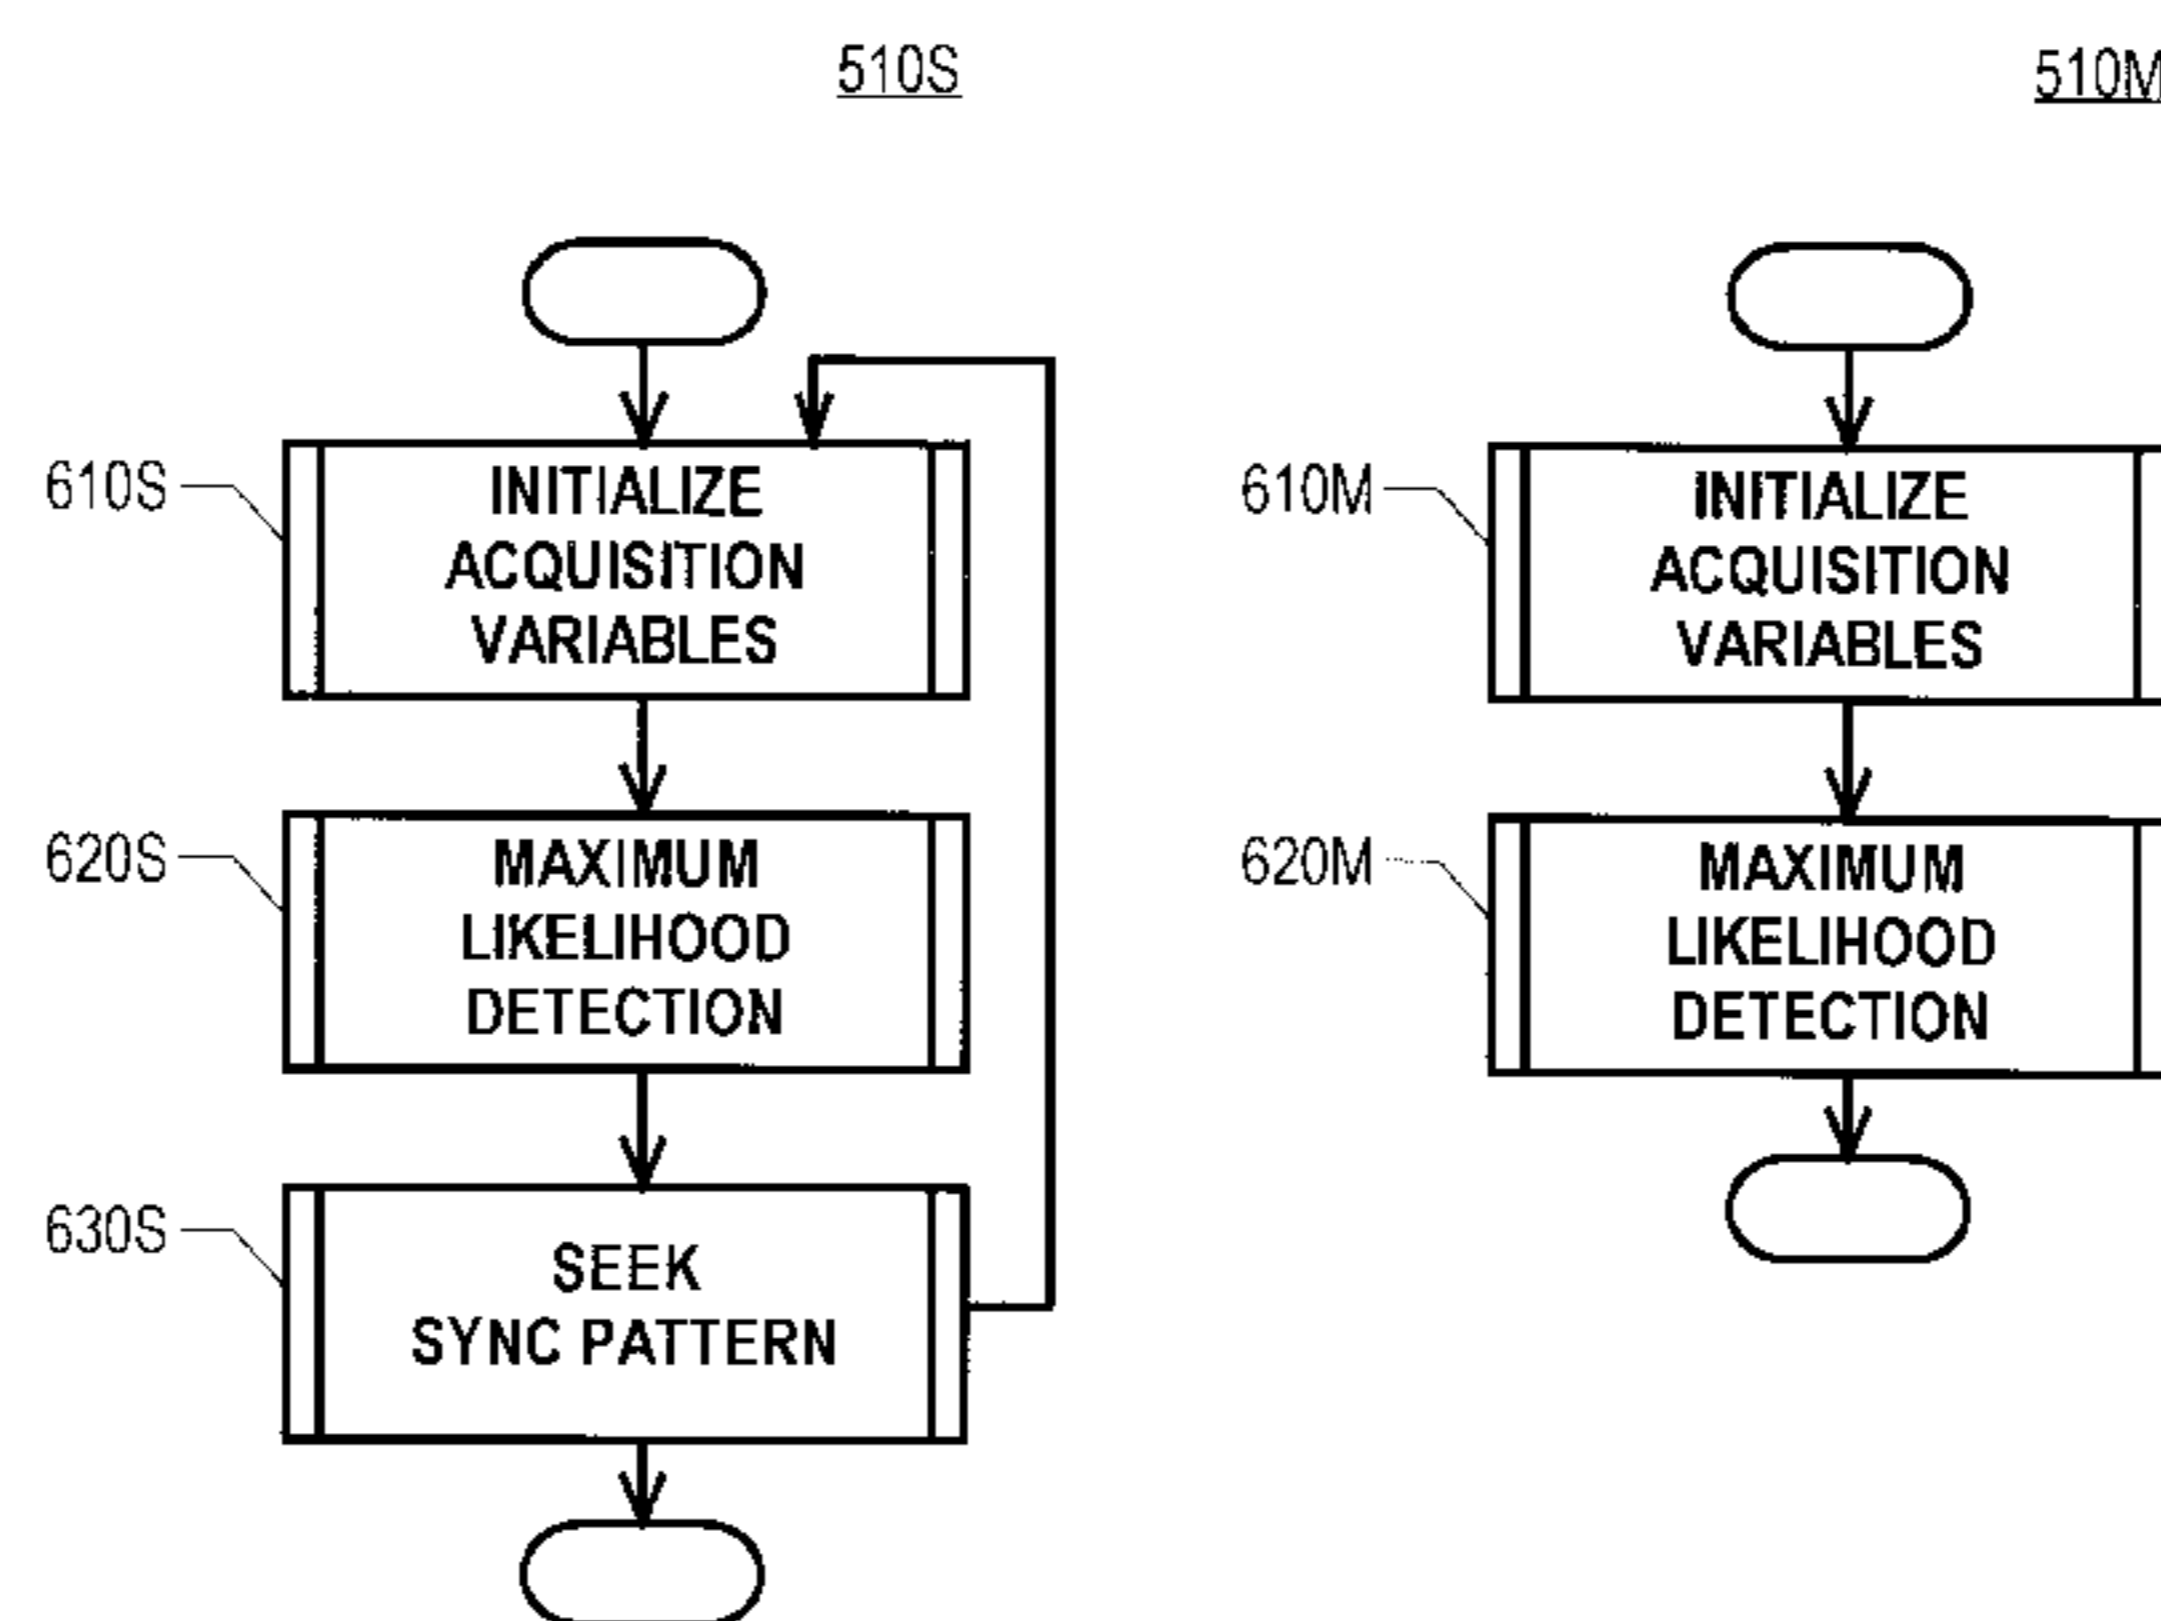 510S
610S
INITIALIZE
ACQUISITION
VARIABLES
620S
MAXIMUM
LIKELIHOOD
DETECTION
630S
SEEK
SYNC PATTERN
510M
610M
INITIALIZE
ACQUISITION
VARIABLES
620M
MAXIMUM
LIKELIHOOD
DETECTION